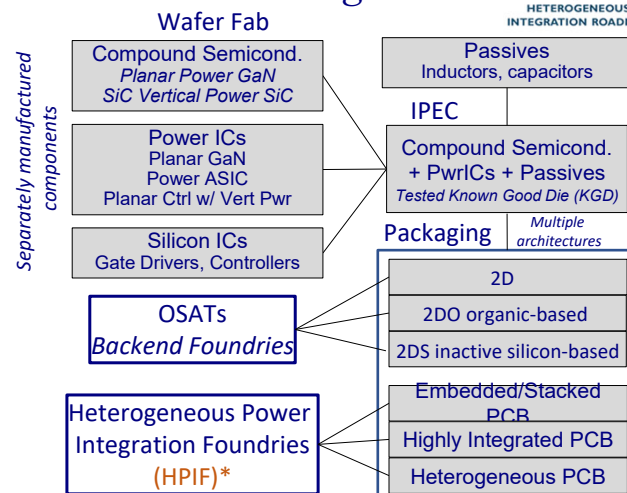 HETEROGENEOUS
INTEGRATION
Wafer Fab
Separately manufactured
components
Compound Semicond.
Planar Power GaN
SiC Vertical Power SiC
Power ICs
Planar GaN
Power ASIC
Planar Ctrl w/ Vert Pwr
Silicon ICs
Gate Drivers, Controllers
Passives
Inductors, capacitors
IPEC
Compound Semicond.
+ PwrICs + Passives
Tested Known Good Die (KGD)
Packaging
Multiple
architectures
OSATs
Backend Foundries
2D
2DO organic-based
2DS inactive silicon-based
Heterogeneous Power
Integration Foundries
(HPIF)*
Embedded/Stacked
PCB
Highly Integrated PCB
Heterogeneous PCB